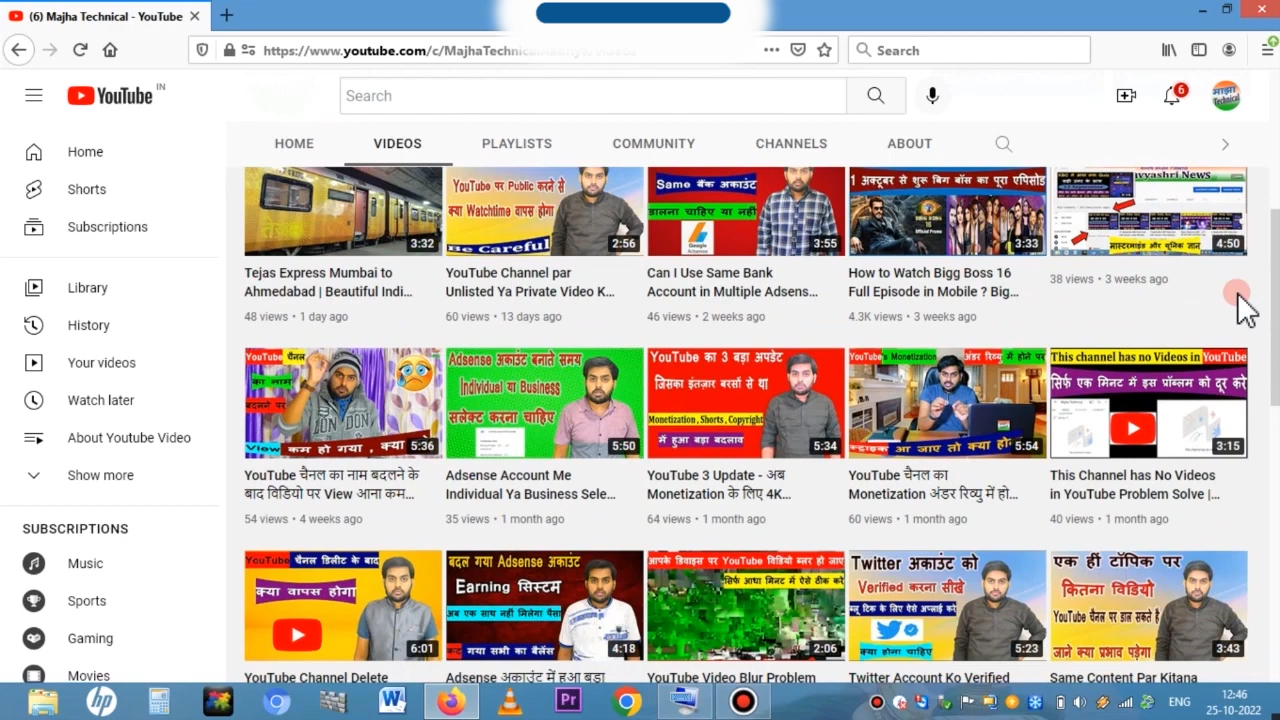 (6) Majha Technical - YouTube
https://www.youtube.com/c/MajhaTechnical
Search
YouTube IN
Search
6
माझा Technical
HOME VIDEOS PLAYLISTS COMMUNITY CHANNELS ABOUT
Home
Shorts
Subscriptions
Library
History
Your videos
Watch later
About Youtube Video
Show more
SUBSCRIPTIONS
Music
Sports
Gaming
Movies
3:32
YouTube पर Public करने से
क्या Watchtime वापस होगा
Careful
2:56
Same बैंक अकाउंट
डालना चाहिए या नहीं
Google AdSense
3:55
1 अक्टूबर से शुरू बिग बॉस का पूरा एपिसोड
3:33
Divyashri News
मास्टरमाइंड और यूनिक ज्ञान
4:50
Tejas Express Mumbai to
Ahmedabad | Beautiful Indi...
48 views • 1 day ago
YouTube Channel par
Unlisted Ya Private Video K...
60 views • 13 days ago
Can I Use Same Bank
Account in Multiple Adsens...
46 views • 2 weeks ago
How to Watch Bigg Boss 16
Full Episode in Mobile ? Big...
4.3K views • 3 weeks ago
38 views • 3 weeks ago
YouTube चैनल
का नाम
बदलने पर
View कम हो गया , क्या
5:36
Adsense अकाउंट बनाते समय
Individual या Business
सलेक्ट करना चाहिए
5:50
YouTube का 3 बड़ा अपडेट
जिसका इंतज़ार बरसों से था
Monetization , Shorts , Copyright
में हुआ बड़ा बदलाव
5:34
YouTube's Monetization अंडर रिव्यु में होने पर
स्ट्राइक आ जाए तो क्या हो
5:54
This channel has no Videos in YouTube
सिर्फ एक मिनट में इस प्रॉब्लम को दूर करे
3:15
YouTube चैनल का नाम बदलने के
बाद विडियो पर View आना कम...
54 views • 4 weeks ago
Adsense Account Me
Individual Ya Business Sele...
35 views • 1 month ago
YouTube 3 Update - अब
Monetization के लिए 4K...
64 views • 1 month ago
YouTube चैनल का
Monetization अंडर रिव्यु में हो...
60 views • 1 month ago
This Channel has No Videos
in YouTube Problem Solve |...
40 views • 1 month ago
YouTube चैनल डिलीट के बाद
क्या वापस होगा
6:01
बदल गया Adsense अकाउंट
Earning सिस्टम
अब एक साथ नहीं मिलेगा पैसा
गया सभी का बैलेंस
4:18
आपके डिवाइस पर YouTube विडियो ब्लर हो जाए
सिर्फ आधा मिनट में ऐसे ठीक करे
2:06
Twitter अकाउंट को
Verified करना सीखे
ब्लू टिक के लिए ऐसे अप्लाई करे
क्या होना चाहिए
5:23
एक हीं टॉपिक पर
कितना विडियो
YouTube चैनल पर डाल सकते है
जाने क्या प्रभाव पड़ेगा
3:43
YouTube Channel Delete
Adsense अकाउंट में हुआ बड़ा
YouTube Video Blur Problem
Twitter Account Ko Verified
Same Content Par Kitana
ENG
12:46
25-10-2022